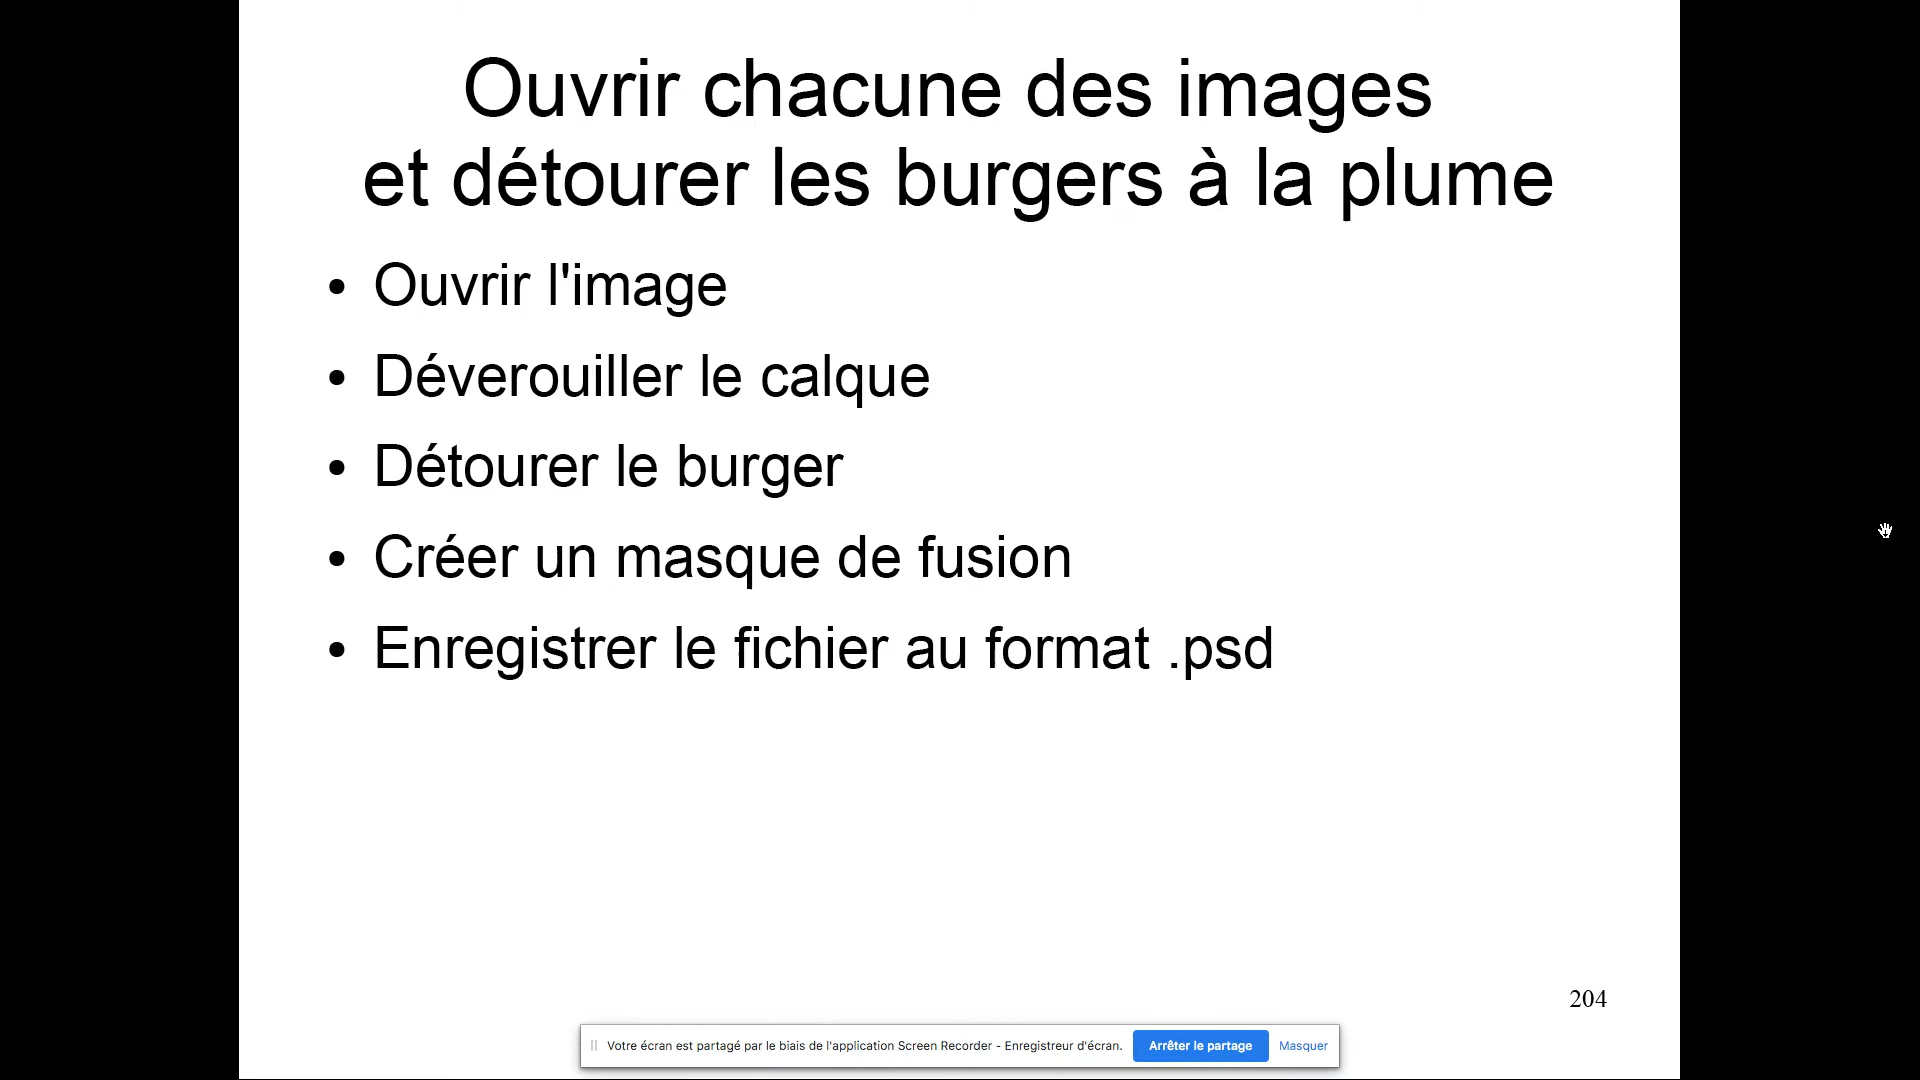 Ouvrir chacune des images
et détourer les burgers à la plume
• Ouvrir l'image
• Déverouiller le calque
• Détourer le burger
• Créer un masque de fusion
• Enregistrer le fichier au format .psd
204
Votre écran est partagé par le biais de l'application Screen Recorder - Enregistreur d'écran. Arrêter le partage Masquer